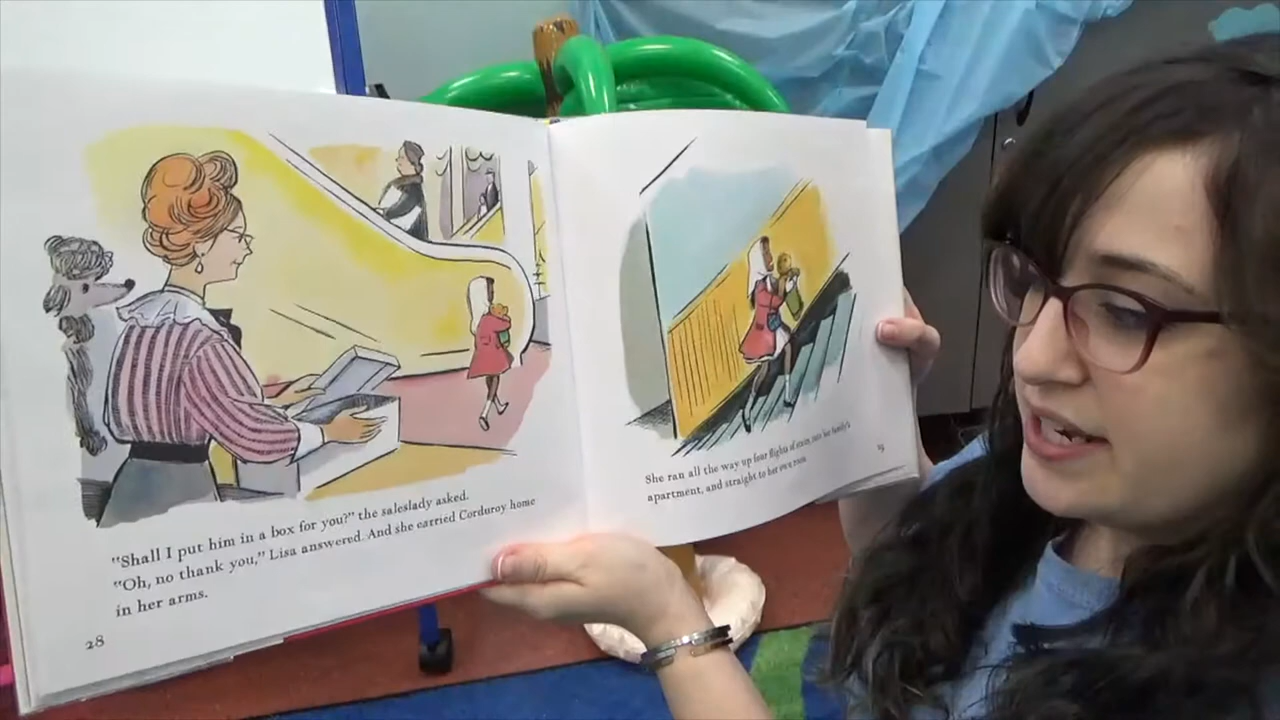 "Shall I put him in a box for you?" the saleslady asked.
"Oh, no thank you," Lisa answered. And she carried Corduroy home
in her arms.
28
She ran all the way up four flights of stairs, into her family's
apartment, and straight to her own room.
29